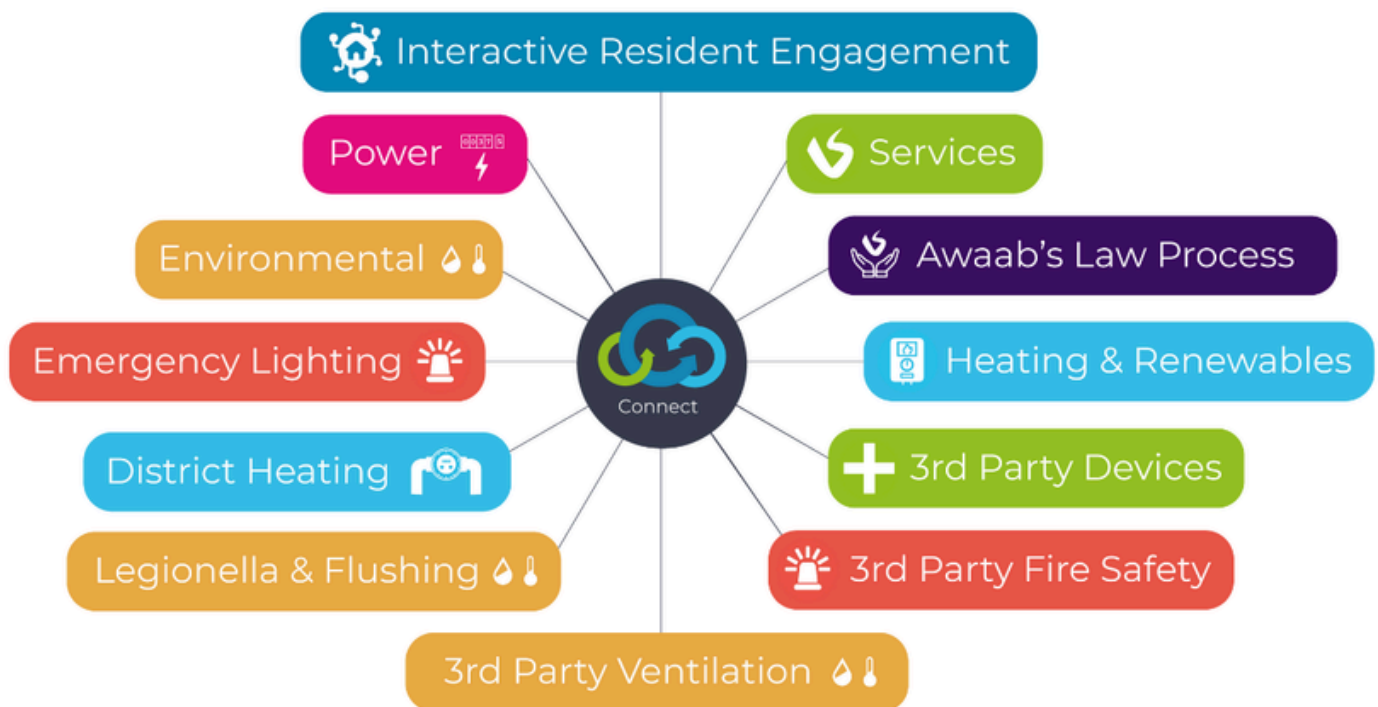 Interactive Resident Engagement
Power
Services
Environmental
Awaab's Law Process
Emergency Lighting
Heating & Renewables
Connect
District Heating
3rd Party Devices
Legionella & Flushing
3rd Party Fire Safety
3rd Party Ventilation